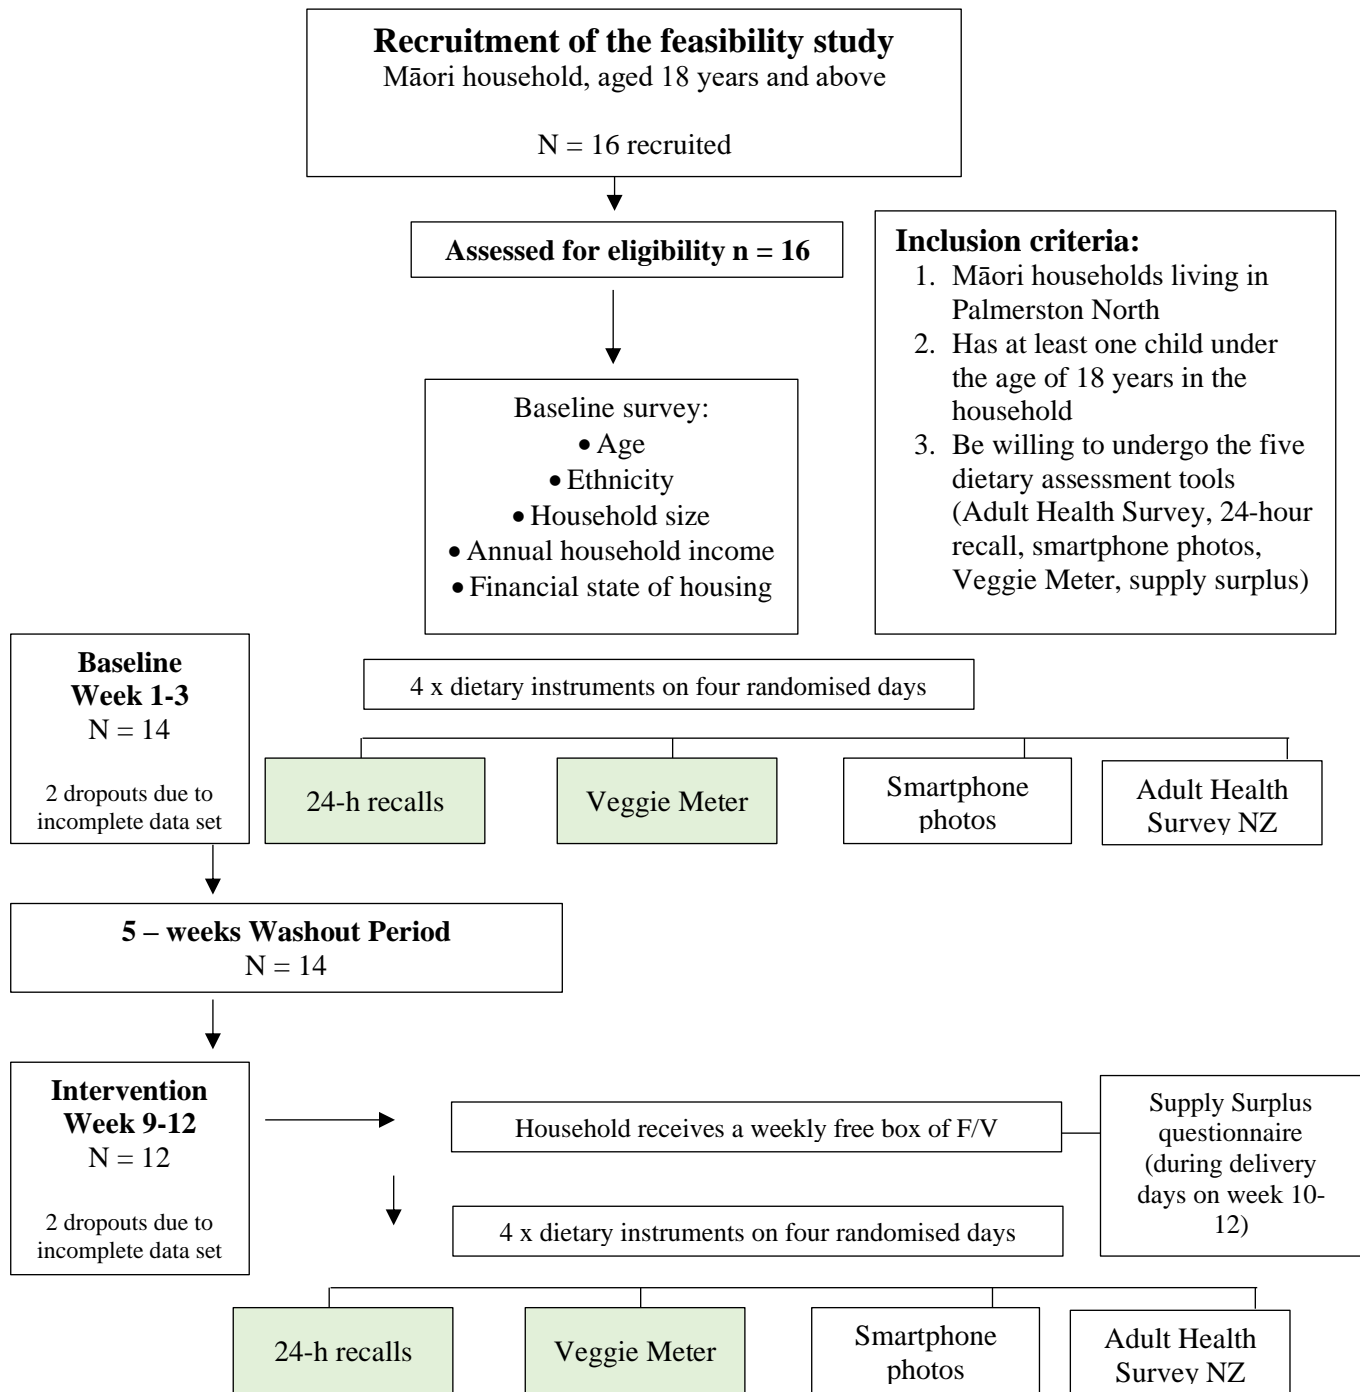 Recruitment of the feasibility study
Māori household, aged 18 years and above
N = 16 recruited
Assessed for eligibility n = 16
Inclusion criteria:
1. Māori households living in
Palmerston North
2. Has at least one child under
the age of 18 years in the
household
3. Be willing to undergo the five
dietary assessment tools
(Adult Health Survey, 24-hour
recall, smartphone photos,
Veggie Meter, supply surplus)
Baseline survey:
• Age
• Ethnicity
• Household size
• Annual household income
• Financial state of housing
Baseline
Week 1-3
N = 14
2 dropouts due to
incomplete data set
4 x dietary instruments on four randomised days
24-h recalls
Veggie Meter
Smartphone
photos
Adult Health
Survey NZ
5 – weeks Washout Period
N = 14
Intervention
Week 9-12
N = 12
2 dropouts due to
incomplete data set
Household receives a weekly free box of F/V
Supply Surplus
questionnaire
(during delivery
days on week 10-
12)
4 x dietary instruments on four randomised days
24-h recalls
Veggie Meter
Smartphone
photos
Adult Health
Survey NZ